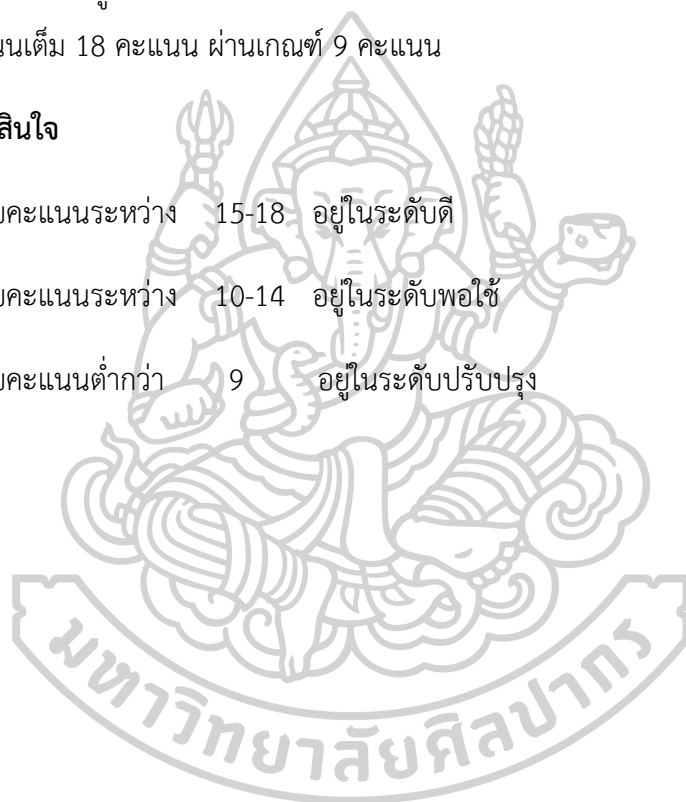 นนเต็ม 18 คะแนน ผ่านเกณฑ์ 9 คะแนน
สินใจ
บคะแนนระหว่าง 15-18 อยู่ในระดับดี
บคะแนนระหว่าง 10-14 อยู่ในระดับพอใช้
บคะแนนต่ำกว่า 9 อยู่ในระดับปรับปรุง
มหาวิทยาลัยศิลปากร